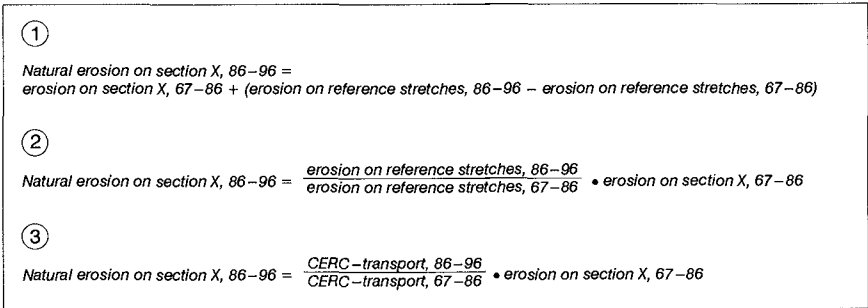 ①
Natural erosion on section X, 86–96 =
erosion on section X, 67–86 + (erosion on reference stretches, 86–96 – erosion on reference stretches, 67–86)
②
Natural erosion on section X, 86–96 = erosion on reference stretches, 86–96 / erosion on reference stretches, 67–86 • erosion on section X, 67–86
③
Natural erosion on section X, 86–96 = CERC–transport, 86–96 / CERC–transport, 67–86 • erosion on section X, 67–86